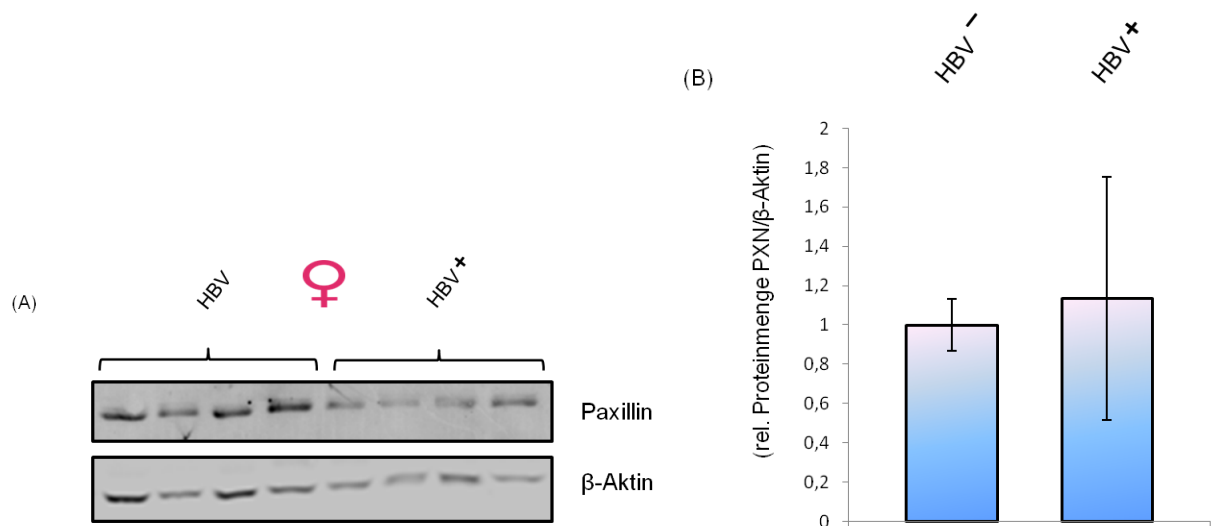 (A)
HBV
♀
HBV+
Paxillin
β-Aktin
(B)
HBV −
HBV+
(rel. Proteinmenge PXN/β-Aktin)
2
1,8
1,6
1,4
1,2
1
0,8
0,6
0,4
0,2
0